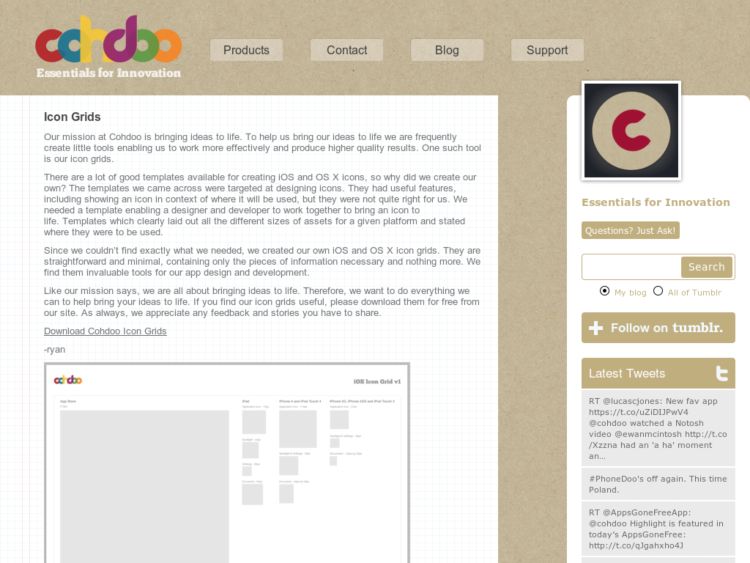 cohdoo
Essentials for Innovation
Products
Contact
Blog
Support
Icon Grids
Our mission at Cohdoo is bringing ideas to life. To help us bring our ideas to life we are frequently
create little tools enabling us to work more effectively and produce higher quality results. One such tool
is our icon grids.
There are a lot of good templates available for creating iOS and OS X icons, so why did we create our
own? The templates we came across were targeted at designing icons. They had useful features,
including showing an icon in context of where it will be used, but they were not quite right for us. We
needed a template enabling a designer and developer to work together to bring an icon to
life. Templates which clearly laid out all the different sizes of assets for a given platform and stated
where they were to be used.
Since we couldn't find exactly what we needed, we created our own iOS and OS X icon grids. They are
straightforward and minimal, containing only the pieces of information necessary and nothing more. We
find them invaluable tools for our app design and development.
Like our mission says, we are all about bringing ideas to life. Therefore, we want to do everything we
can to help bring your ideas to life. If you find our icon grids useful, please download them for free from
our site. As always, we appreciate any feedback and stories you have to share.
Download Cohdoo Icon Grids
-ryan
cohdoo
iOS Icon Grid v1
App Store
iPad
C
Essentials for Innovation
Questions? Just Ask!
Search
My blog
All of Tumblr
Follow on tumblr.
Latest Tweets
RT @lucascjones: New fav app
https://t.co/uZiDIJPwV4
@cohdoo watched a Notosh
video @ewanmcintosh http://t.co
/Xzzna had an 'a ha' moment
an...
#PhoneDoo's off again. This time
Poland.
RT @AppsGoneFreeApp:
@cohdoo Highlight is featured in
today's AppsGoneFree:
http://t.co/qJgahxho4J